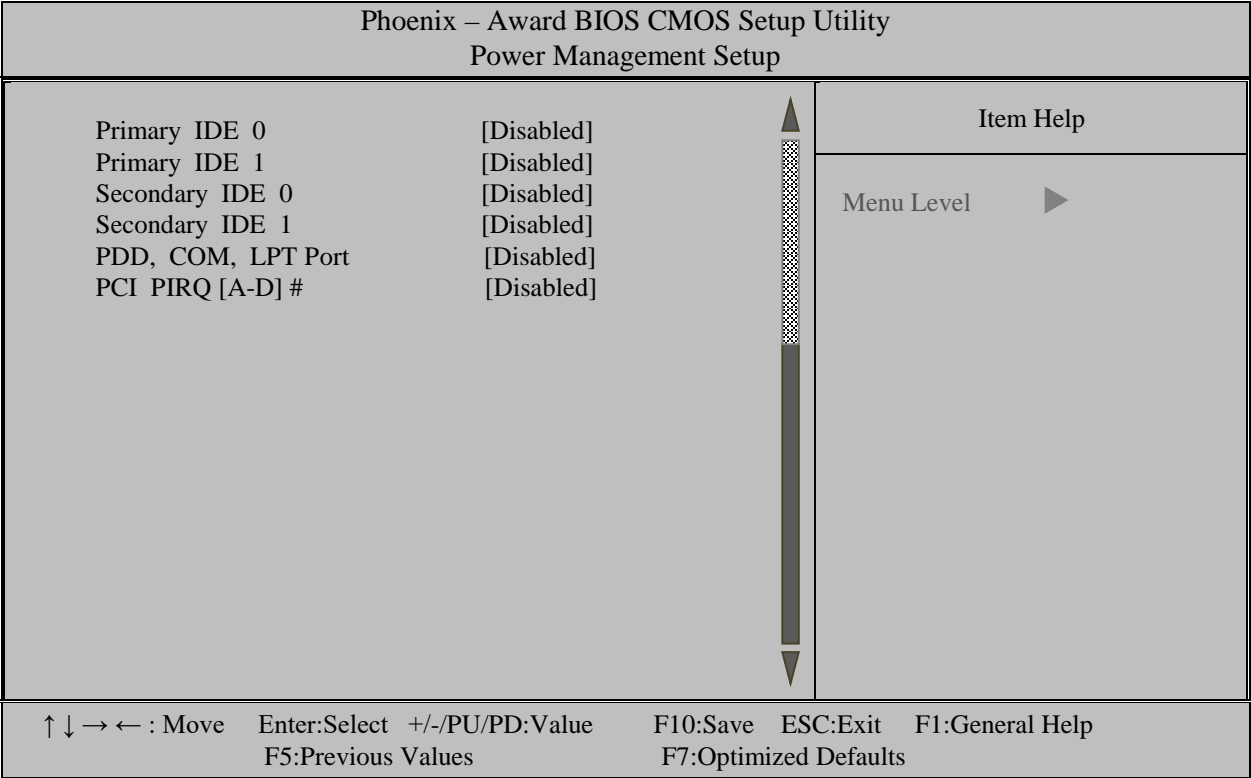 Phoenix – Award BIOS CMOS Setup Utility
Power Management Setup
Primary IDE 0 [Disabled]
Primary IDE 1 [Disabled]
Secondary IDE 0 [Disabled]
Secondary IDE 1 [Disabled]
PDD, COM, LPT Port [Disabled]
PCI PIRQ [A-D] # [Disabled]
Item Help
Menu Level
↑ ↓ → ← : Move Enter:Select +/-/PU/PD:Value F10:Save ESC:Exit F1:General Help
F5:Previous Values F7:Optimized Defaults